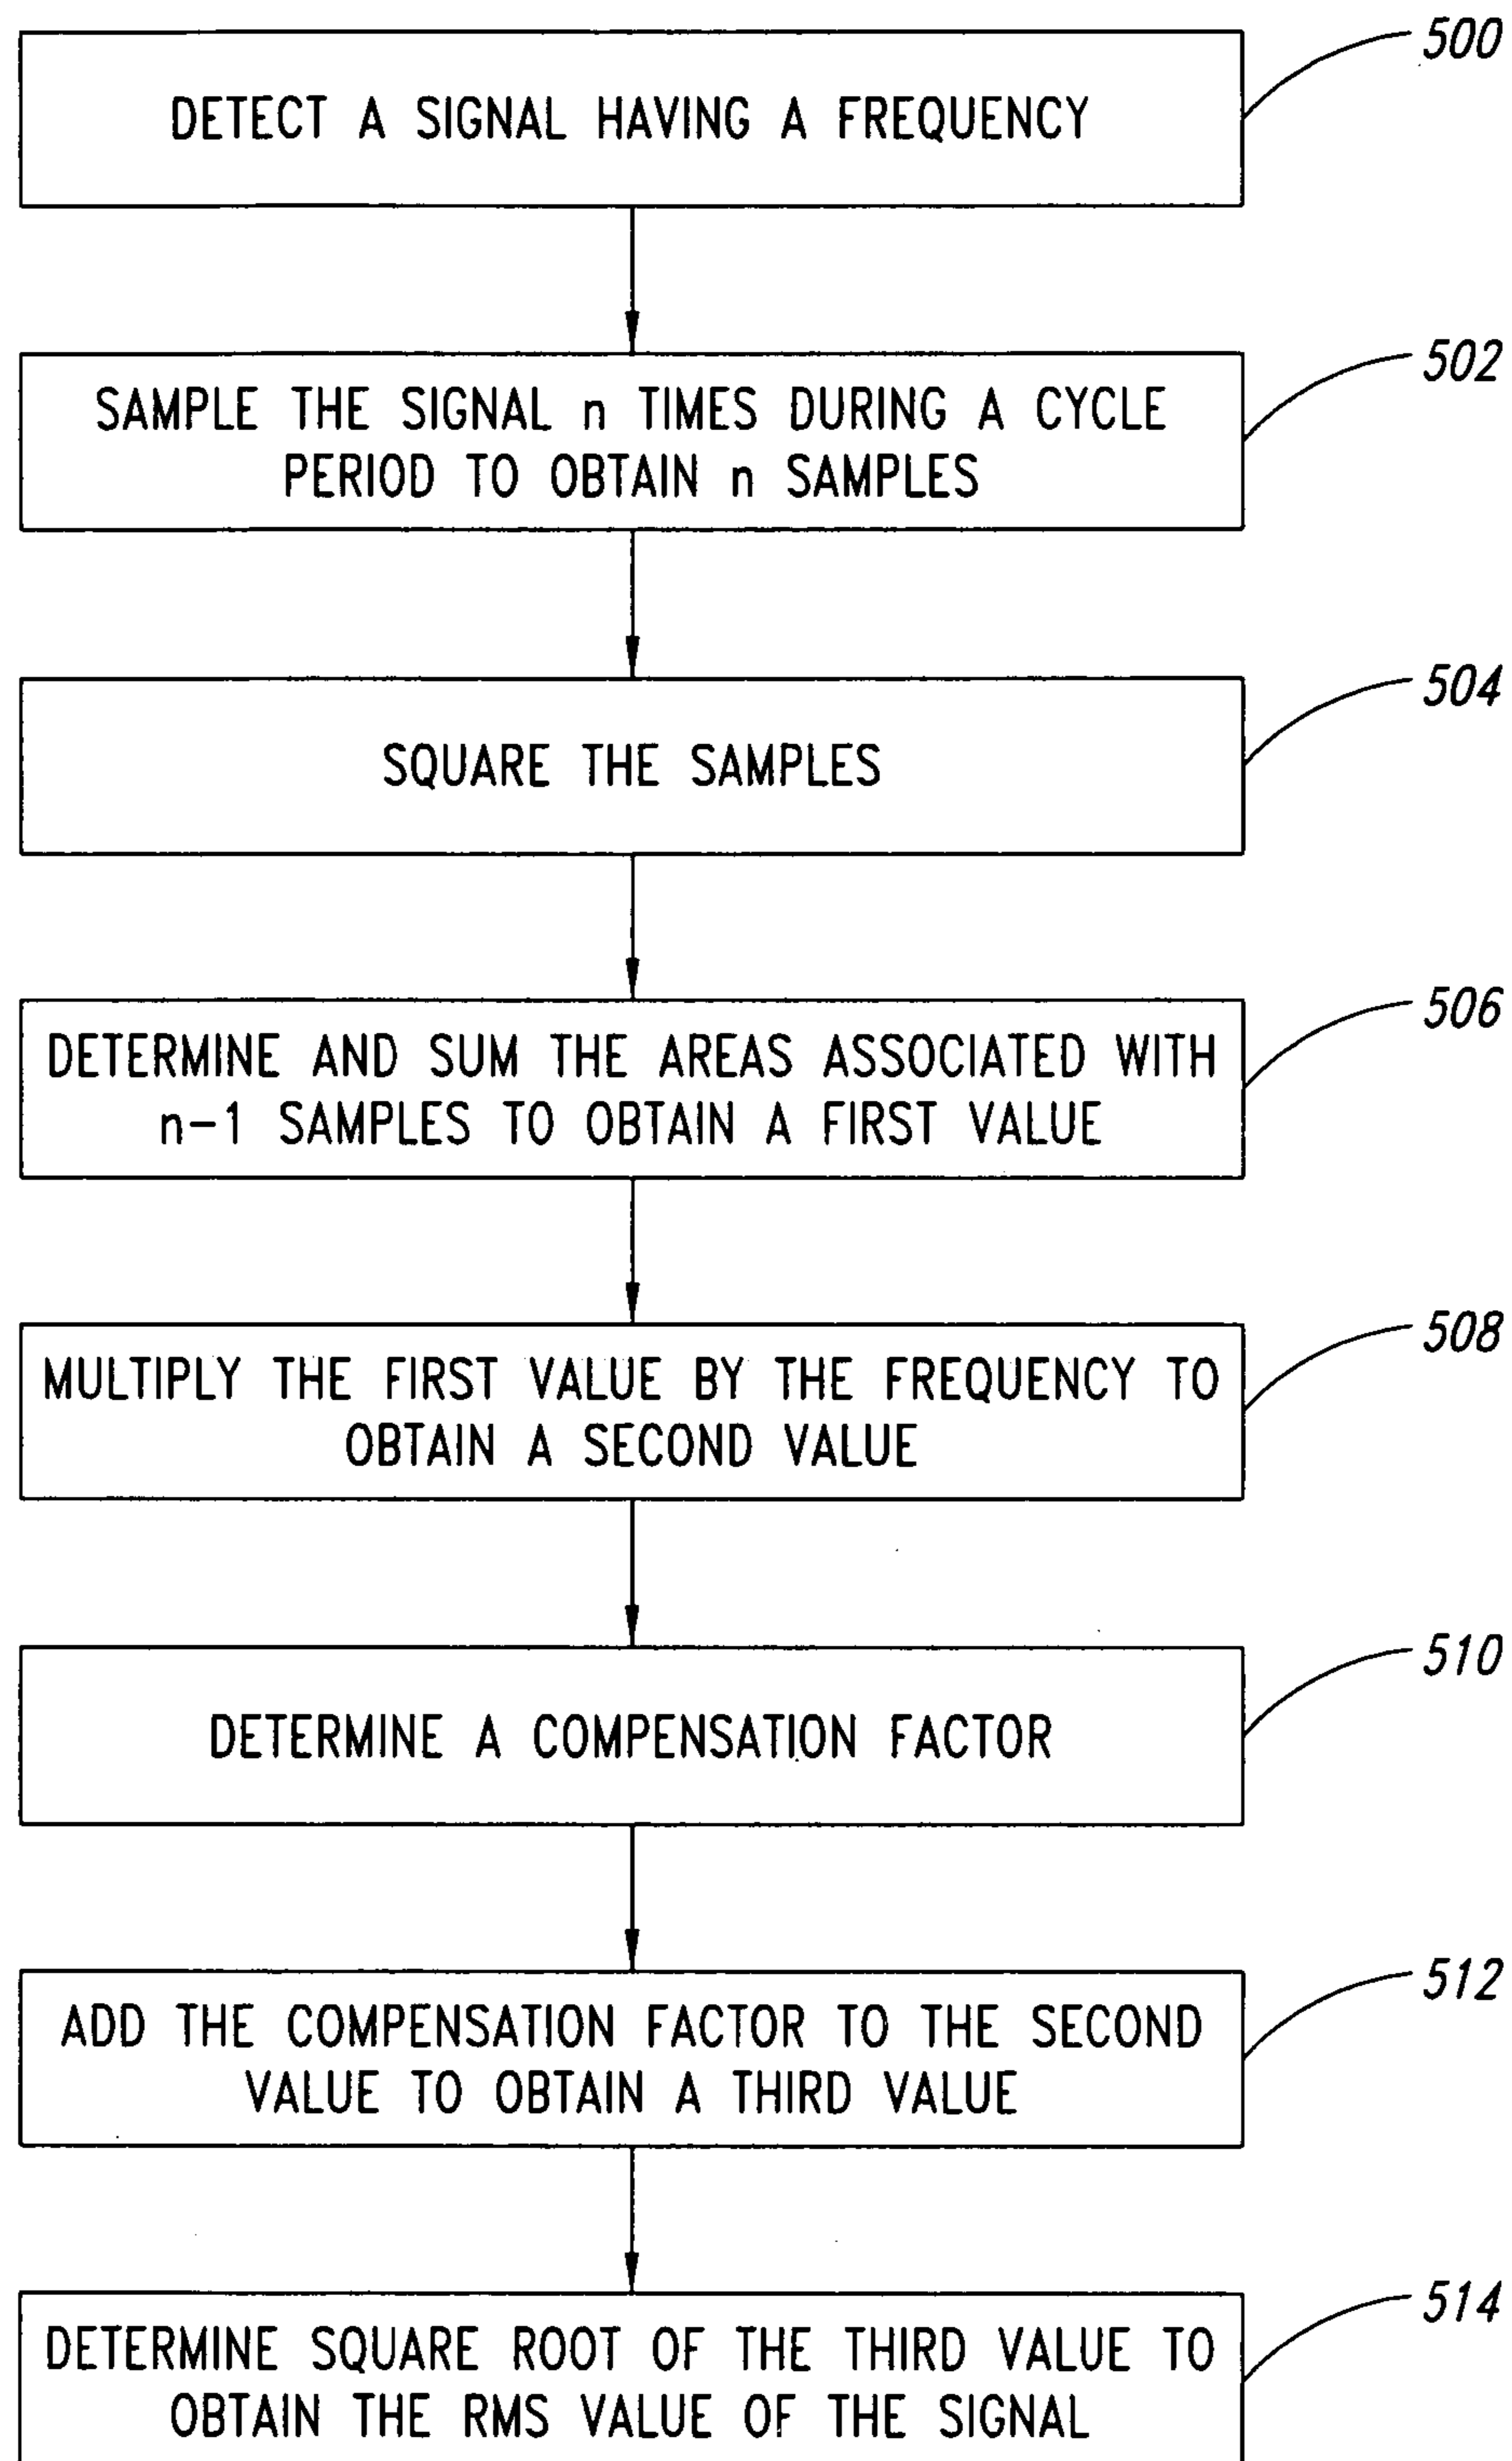 500
DETECT A SIGNAL HAVING A FREQUENCY
502
SAMPLE THE SIGNAL n TIMES DURING A CYCLE
PERIOD TO OBTAIN n SAMPLES
504
SQUARE THE SAMPLES
506
DETERMINE AND SUM THE AREAS ASSOCIATED WITH
n-1 SAMPLES TO OBTAIN A FIRST VALUE
508
MULTIPLY THE FIRST VALUE BY THE FREQUENCY TO
OBTAIN A SECOND VALUE
510
DETERMINE A COMPENSATION FACTOR
512
ADD THE COMPENSATION FACTOR TO THE SECOND
VALUE TO OBTAIN A THIRD VALUE
514
DETERMINE SQUARE ROOT OF THE THIRD VALUE TO
OBTAIN THE RMS VALUE OF THE SIGNAL